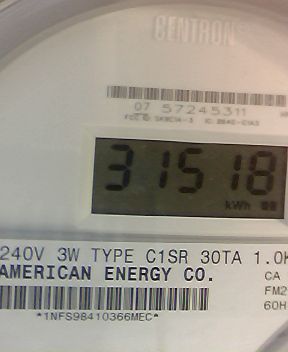 CENTRON
07 57245311
31518
kWh
240V 3W TYPE C1SR 30TA 1.0K
AMERICAN ENERGY CO.
CA
FM2
60H
*1NFS98410366MEC*